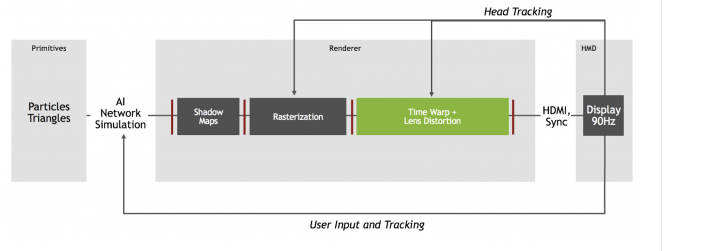 Head Tracking
Primitives
Renderer
HMD
Particles
Triangles
AI
Network
Simulation
Shadow
Maps
Rasterization
Time Warp +
Lens Distortion
HDMI,
Sync
Display
90Hz
User Input and Tracking